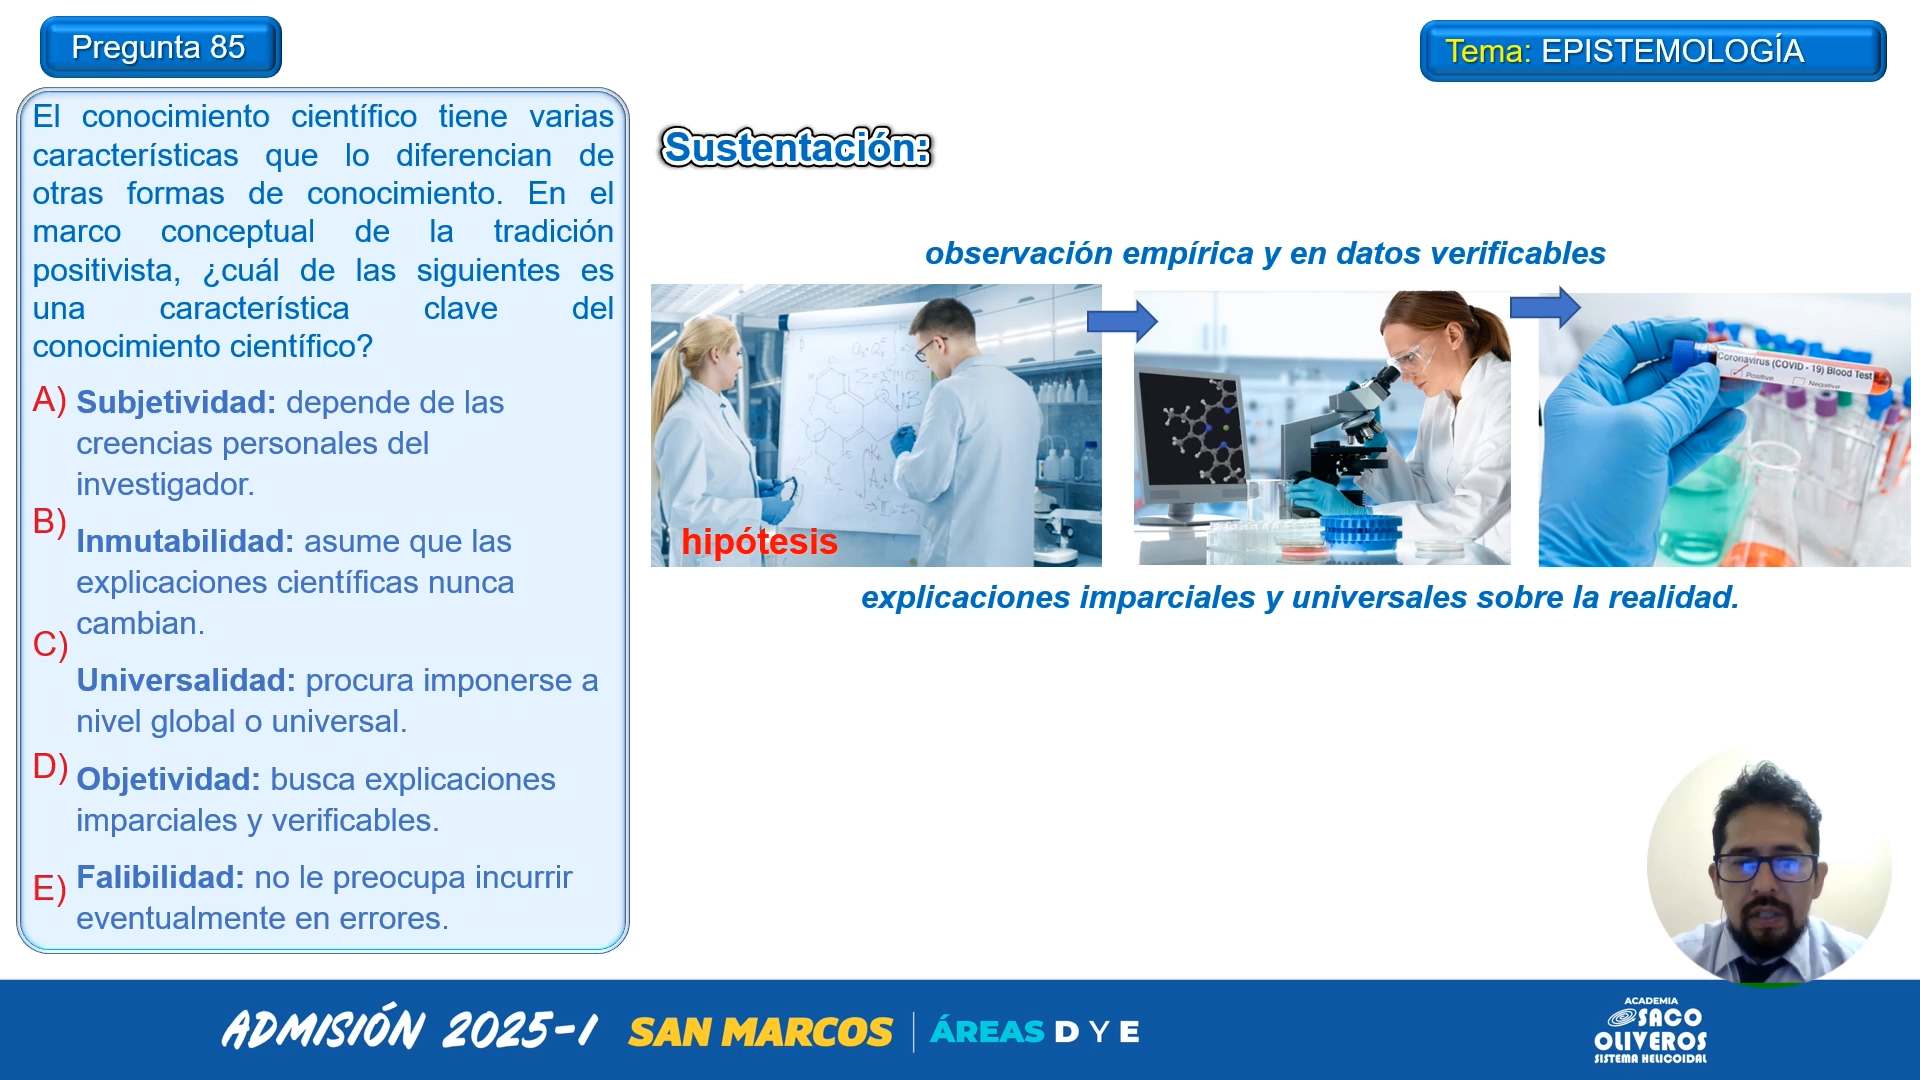 Pregunta 85
Tema: EPISTEMOLOGÍA
El conocimiento científico tiene varias
características que lo diferencian de
otras formas de conocimiento. En el
marco conceptual de la tradición
positivista, ¿cuál de las siguientes es
una característica clave del
conocimiento científico?
A) Subjetividad: depende de las
creencias personales del
investigador.
B) Inmutabilidad: asume que las
explicaciones científicas nunca
cambian.
C) Universalidad: procura imponerse a
nivel global o universal.
D) Objetividad: busca explicaciones
imparciales y verificables.
E) Falibilidad: no le preocupa incurrir
eventualmente en errores.
Sustentación:
observación empírica y en datos verificables
hipótesis
Coronavirus (COVID - 19) Blood Test
Positive Negative
explicaciones imparciales y universales sobre la realidad.
ADMISIÓN 2025-I SAN MARCOS ÁREAS D Y E
ACADEMIA
SACO
OLIVEROS
SISTEMA HELICOIDAL